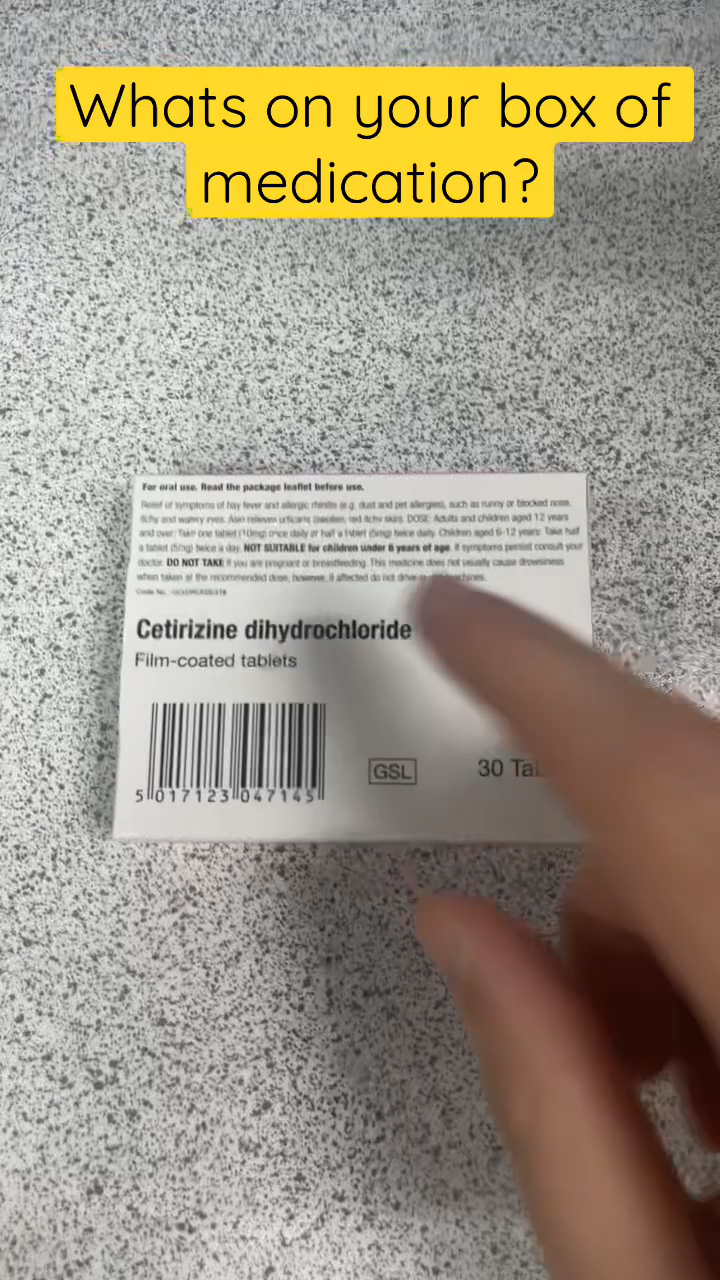 Whats on your box of
medication?
For oral use. Read the package leaflet before use.
Relief of symptoms of hay fever and allergic rhinitis (e.g. dust and pet allergies), such as runny or blocked nose,
itchy and watery eyes. Also relieves urticaria (swollen, red itchy skin). DOSE: Adults and children aged 12 years
and over: Take one tablet (10mg) once daily or half a tablet (5mg) twice daily. Children aged 6-12 years: Take half
a tablet (5mg) twice a day. NOT SUITABLE for children under 6 years of age. If symptoms persist consult your
doctor. DO NOT TAKE if you are pregnant or breastfeeding. This medicine does not usually cause drowsiness
when taken at the recommended dose, however, if affected do not drive
Code No.
Cetirizine dihydrochloride
Film-coated tablets
5 017123 047145
GSL
30